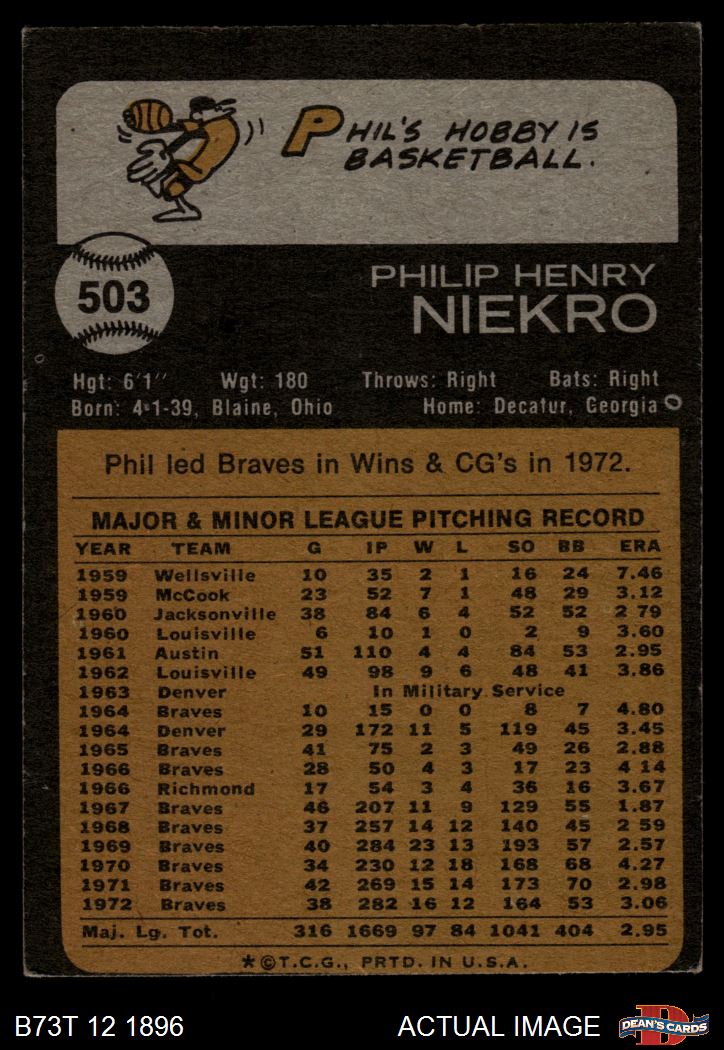 PHIL'S HOBBY IS
BASKETBALL.
503
PHILIP HENRY
NIEKRO
Hgt: 6'1" Wgt: 180 Throws: Right Bats: Right
Born: 4-1-39, Blaine, Ohio Home: Decatur, Georgia
Phil led Braves in Wins & CG's in 1972.
MAJOR & MINOR LEAGUE PITCHING RECORD
YEAR TEAM G IP W L SO BB ERA
1959 Wellsville 10 35 2 1 16 24 7.46
1959 McCook 23 52 7 1 48 29 3.12
1960 Jacksonville 38 84 6 4 52 52 2 79
1960 Louisville 6 10 1 0 2 9 3.60
1961 Austin 51 110 4 4 84 53 2.95
1962 Louisville 49 98 9 6 48 41 3.86
1963 Denver In Military Service
1964 Braves 10 15 0 0 8 7 4.80
1964 Denver 29 172 11 5 119 45 3.45
1965 Braves 41 75 2 3 49 26 2.88
1966 Braves 28 50 4 3 17 23 4 14
1966 Richmond 17 54 3 4 36 16 3.67
1967 Braves 46 207 11 9 129 55 1.87
1968 Braves 37 257 14 12 140 45 2 59
1969 Braves 40 284 23 13 193 57 2.57
1970 Braves 34 230 12 18 168 68 4.27
1971 Braves 42 269 15 14 173 70 2.98
1972 Braves 38 282 16 12 164 53 3.06
Maj. Lg. Tot. 316 1669 97 84 1041 404 2.95
*©T.C.G., PRTD. IN U.S.A.
B73T 12 1896 ACTUAL IMAGE D DEAN'S CARDS